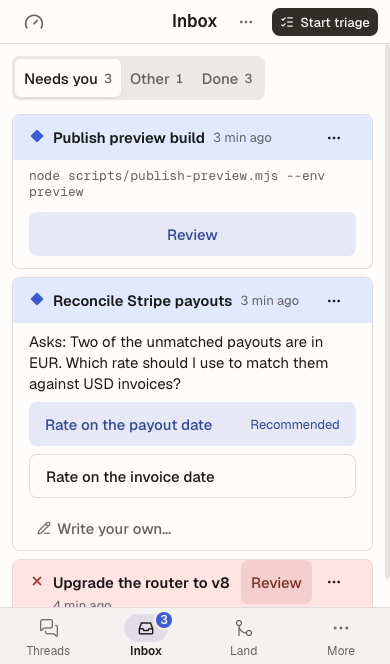 Inbox
Start triage
Needs you 3 Other 1 Done 3
Publish preview build 3 min ago
node scripts/publish-preview.mjs --env
preview
Review
Reconcile Stripe payouts 3 min ago
Asks: Two of the unmatched payouts are in
EUR. Which rate should I use to match them
against USD invoices?
Rate on the payout date Recommended
Rate on the invoice date
Write your own...
Upgrade the router to v8 Review
4 min ago
3
Threads Inbox Land More